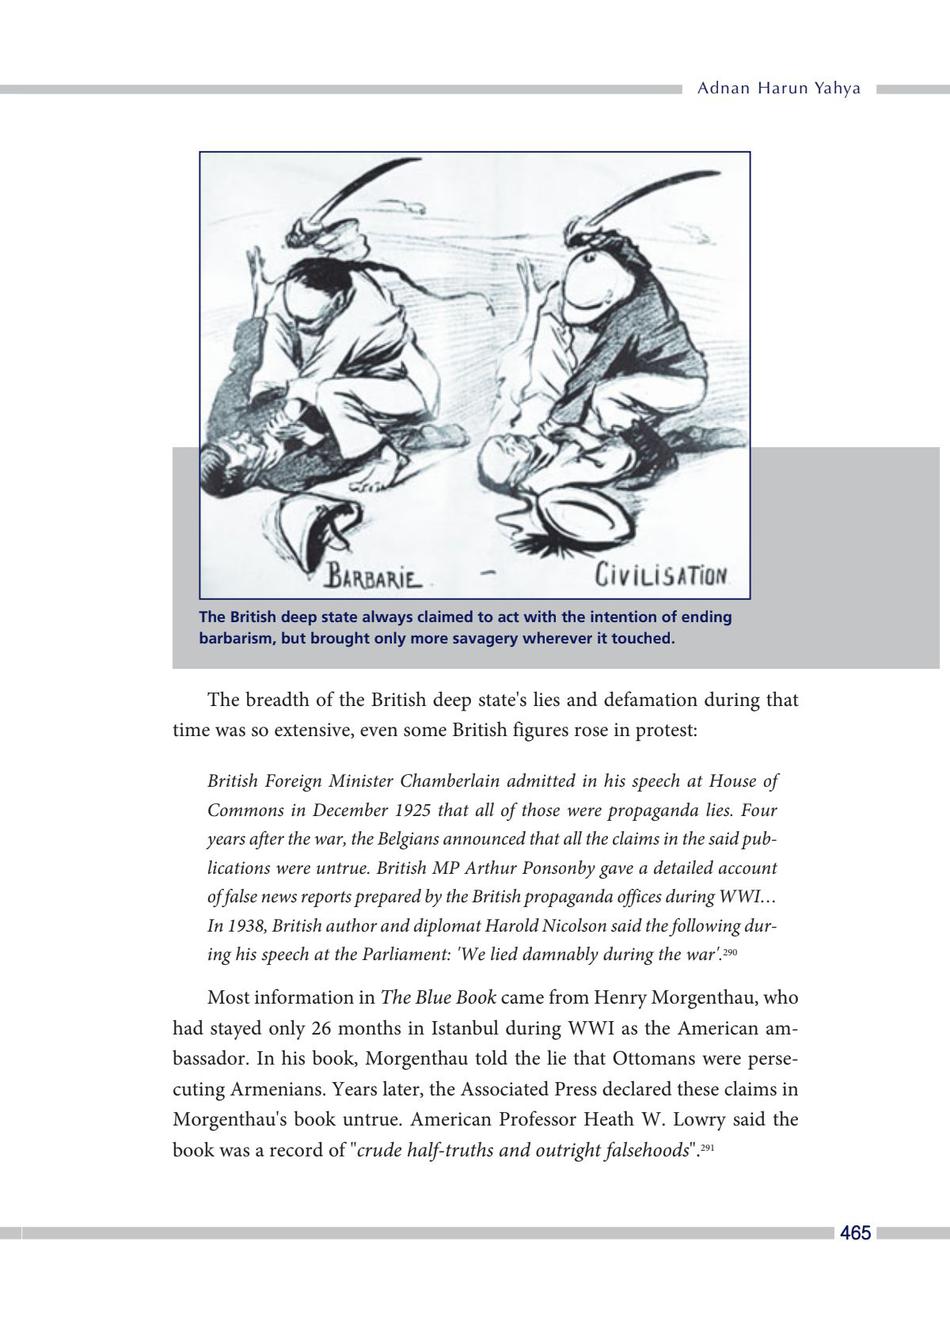 Adnan Harun Yahya
BARBARIE - CIVILISATION
The British deep state always claimed to act with the intention of ending
barbarism, but brought only more savagery wherever it touched.
The breadth of the British deep state's lies and defamation during that
time was so extensive, even some British figures rose in protest:
British Foreign Minister Chamberlain admitted in his speech at House of
Commons in December 1925 that all of those were propaganda lies. Four
years after the war, the Belgians announced that all the claims in the said pub-
lications were untrue. British MP Arthur Ponsonby gave a detailed account
of false news reports prepared by the British propaganda offices during WWI…
In 1938, British author and diplomat Harold Nicolson said the following dur-
ing his speech at the Parliament: 'We lied damnably during the war'.290
Most information in The Blue Book came from Henry Morgenthau, who
had stayed only 26 months in Istanbul during WWI as the American am-
bassador. In his book, Morgenthau told the lie that Ottomans were perse-
cuting Armenians. Years later, the Associated Press declared these claims in
Morgenthau's book untrue. American Professor Heath W. Lowry said the
book was a record of "crude half-truths and outright falsehoods".291
465